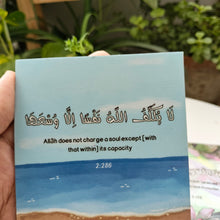 لَا يُكَلِّفُ اللَّهُ نَفْسًا إِلَّا وُسْعَهَا
Allāh does not charge a soul except [with
that within] its capacity
2:286